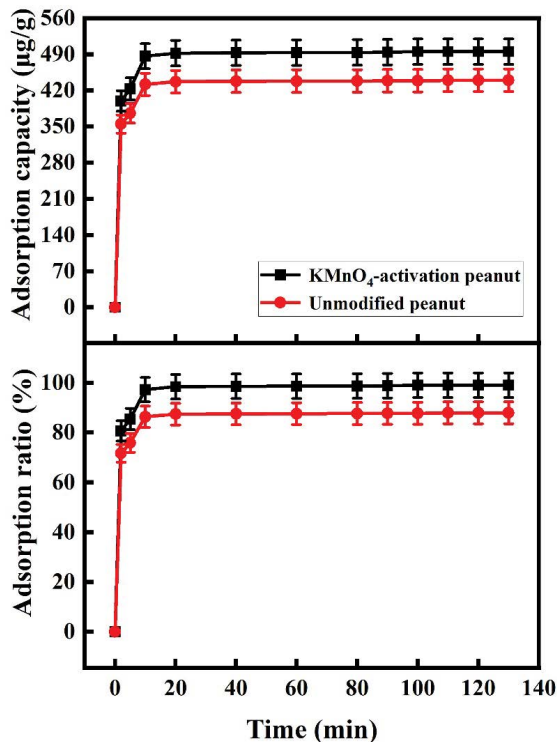 Adsorption capacity (μg/g)
560
490
420
350
280
210
140
70
0
KMnO₄-activation peanut
Unmodified peanut
Adsorption ratio (%)
100
80
60
40
20
0
0 20 40 60 80 100 120 140
Time (min)